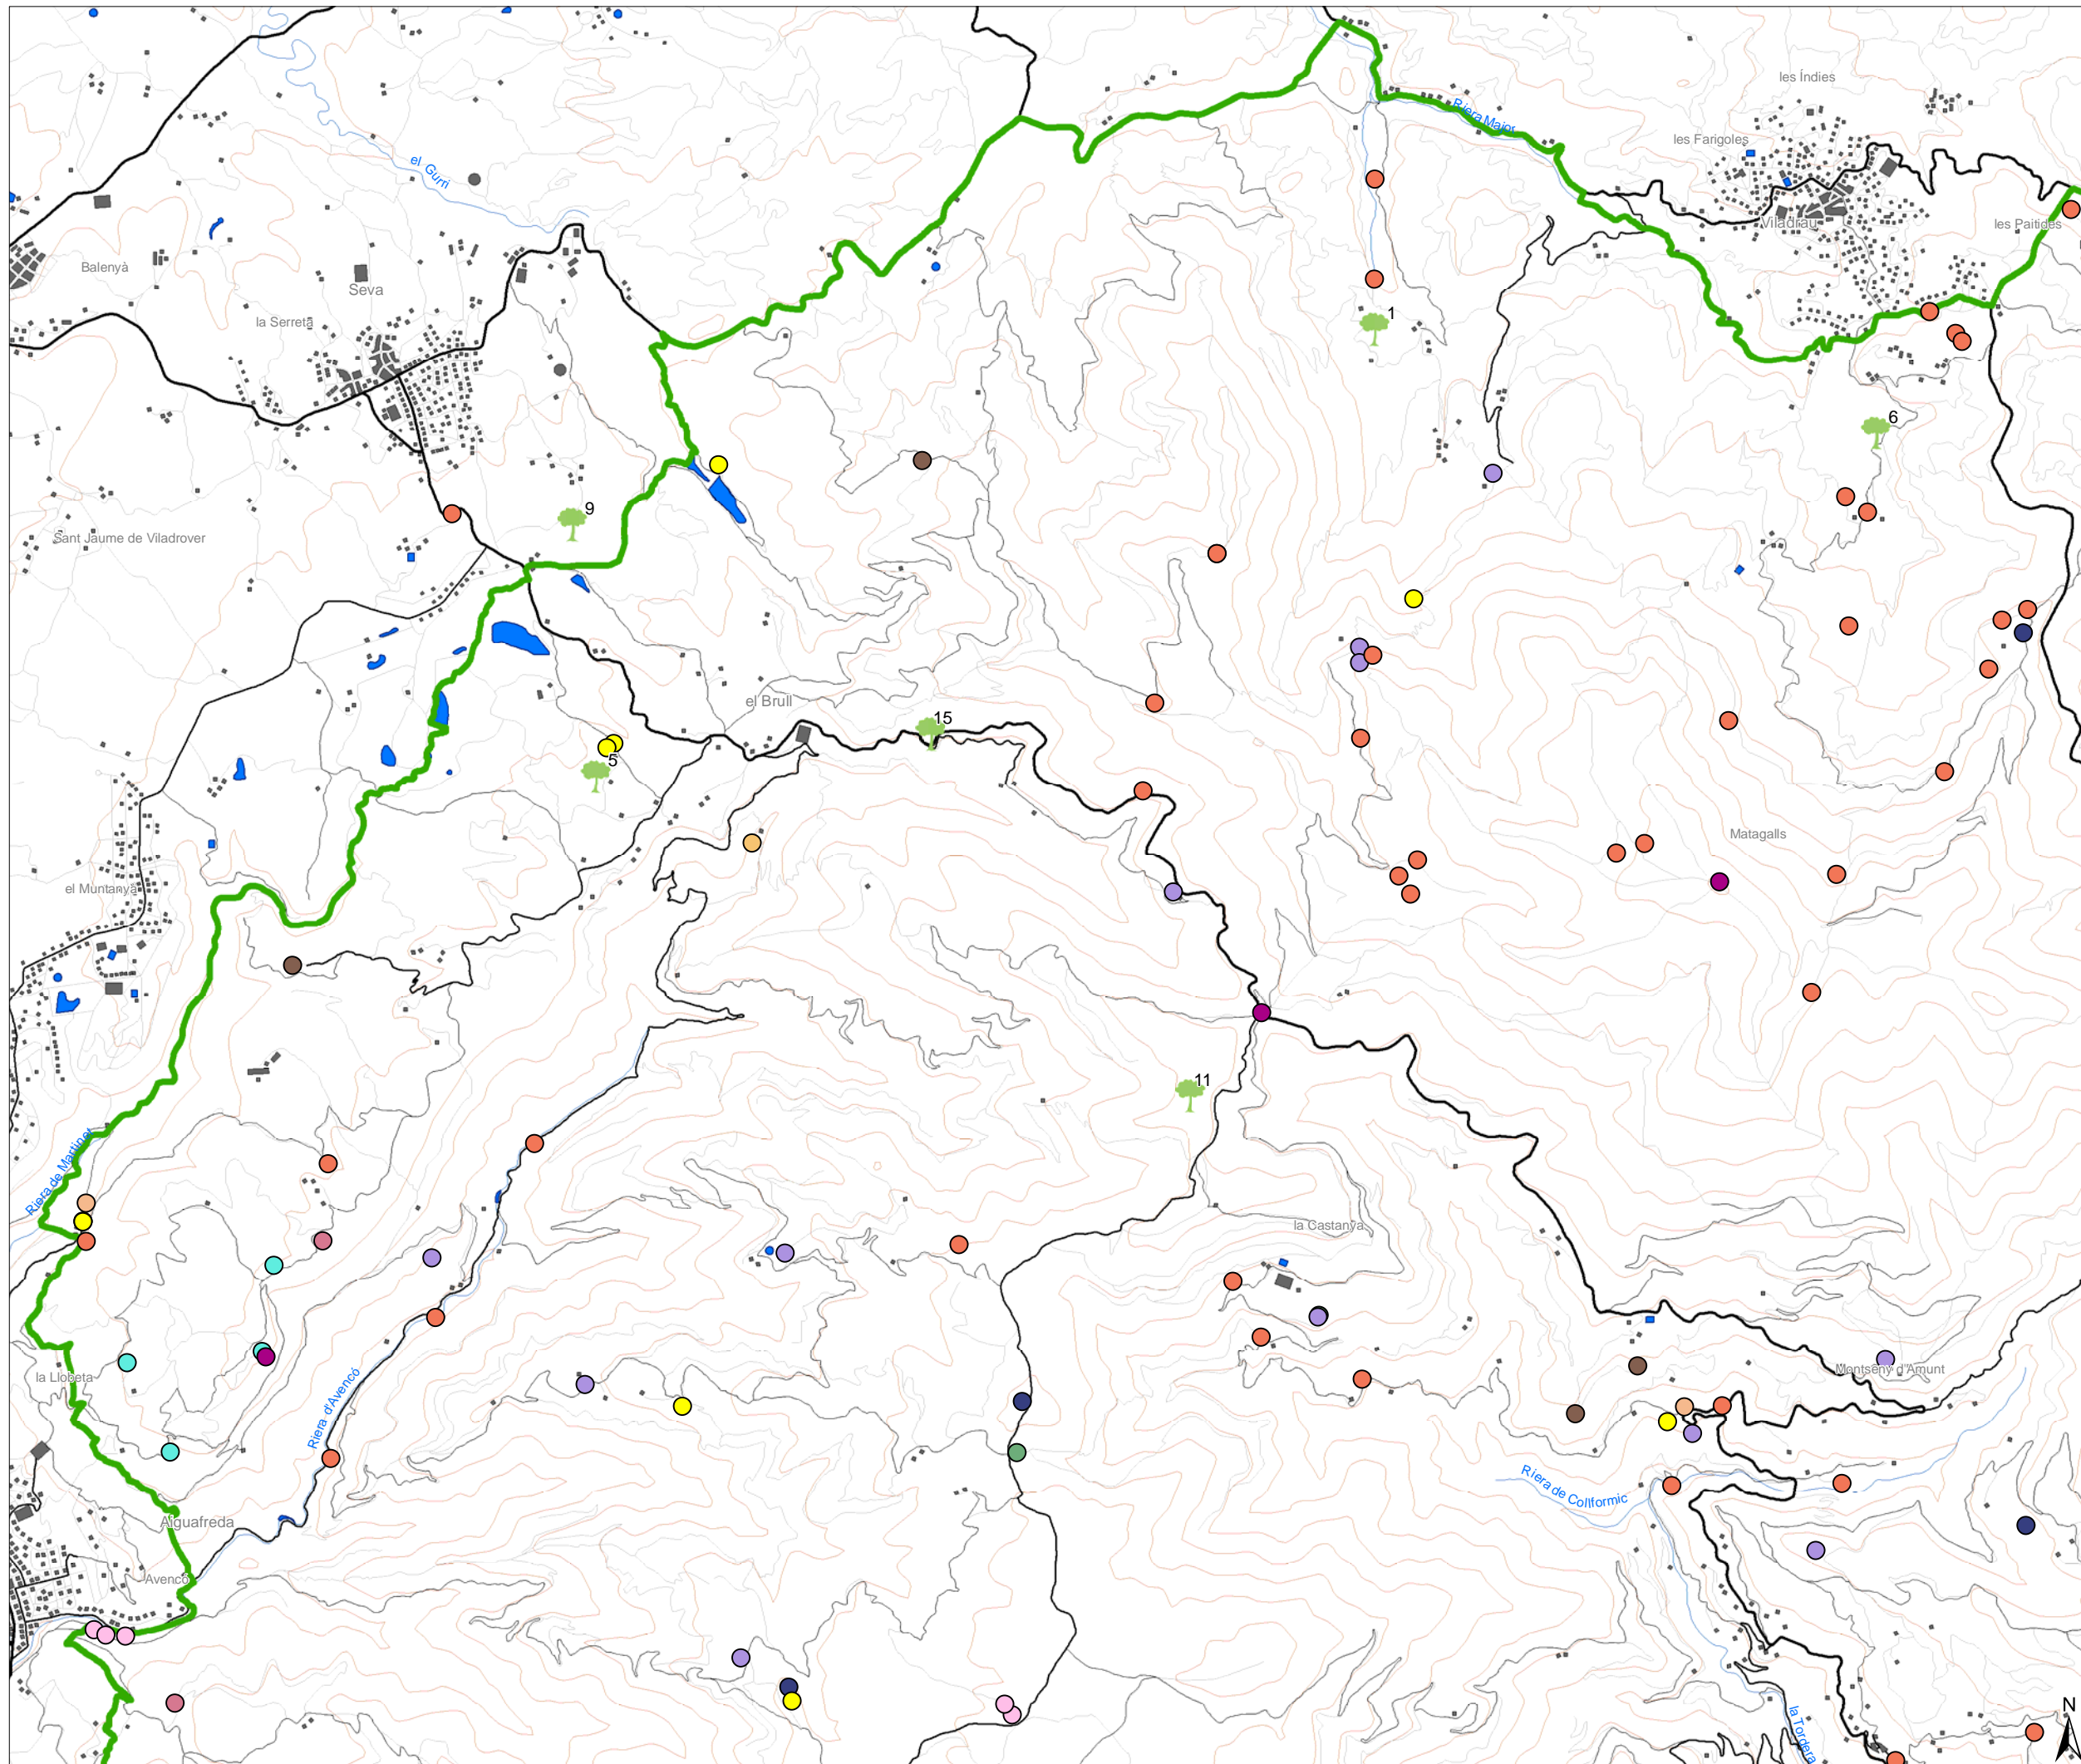 les Índies
Riera Major
les Farigoles
el Gurri
Viladrau
les Paitides
Balenyà
Seva
la Serreta
1
6
9
Sant Jaume de Viladrover
el Brull
15
5
Matagalls
el Muntanyà
11
Riera de Martinet
la Castanya
Montseny d'Amunt
la Llobeta
Riera d'Avencó
Riera de Collformic
Aiguafreda
Avencó
N
la Tordera